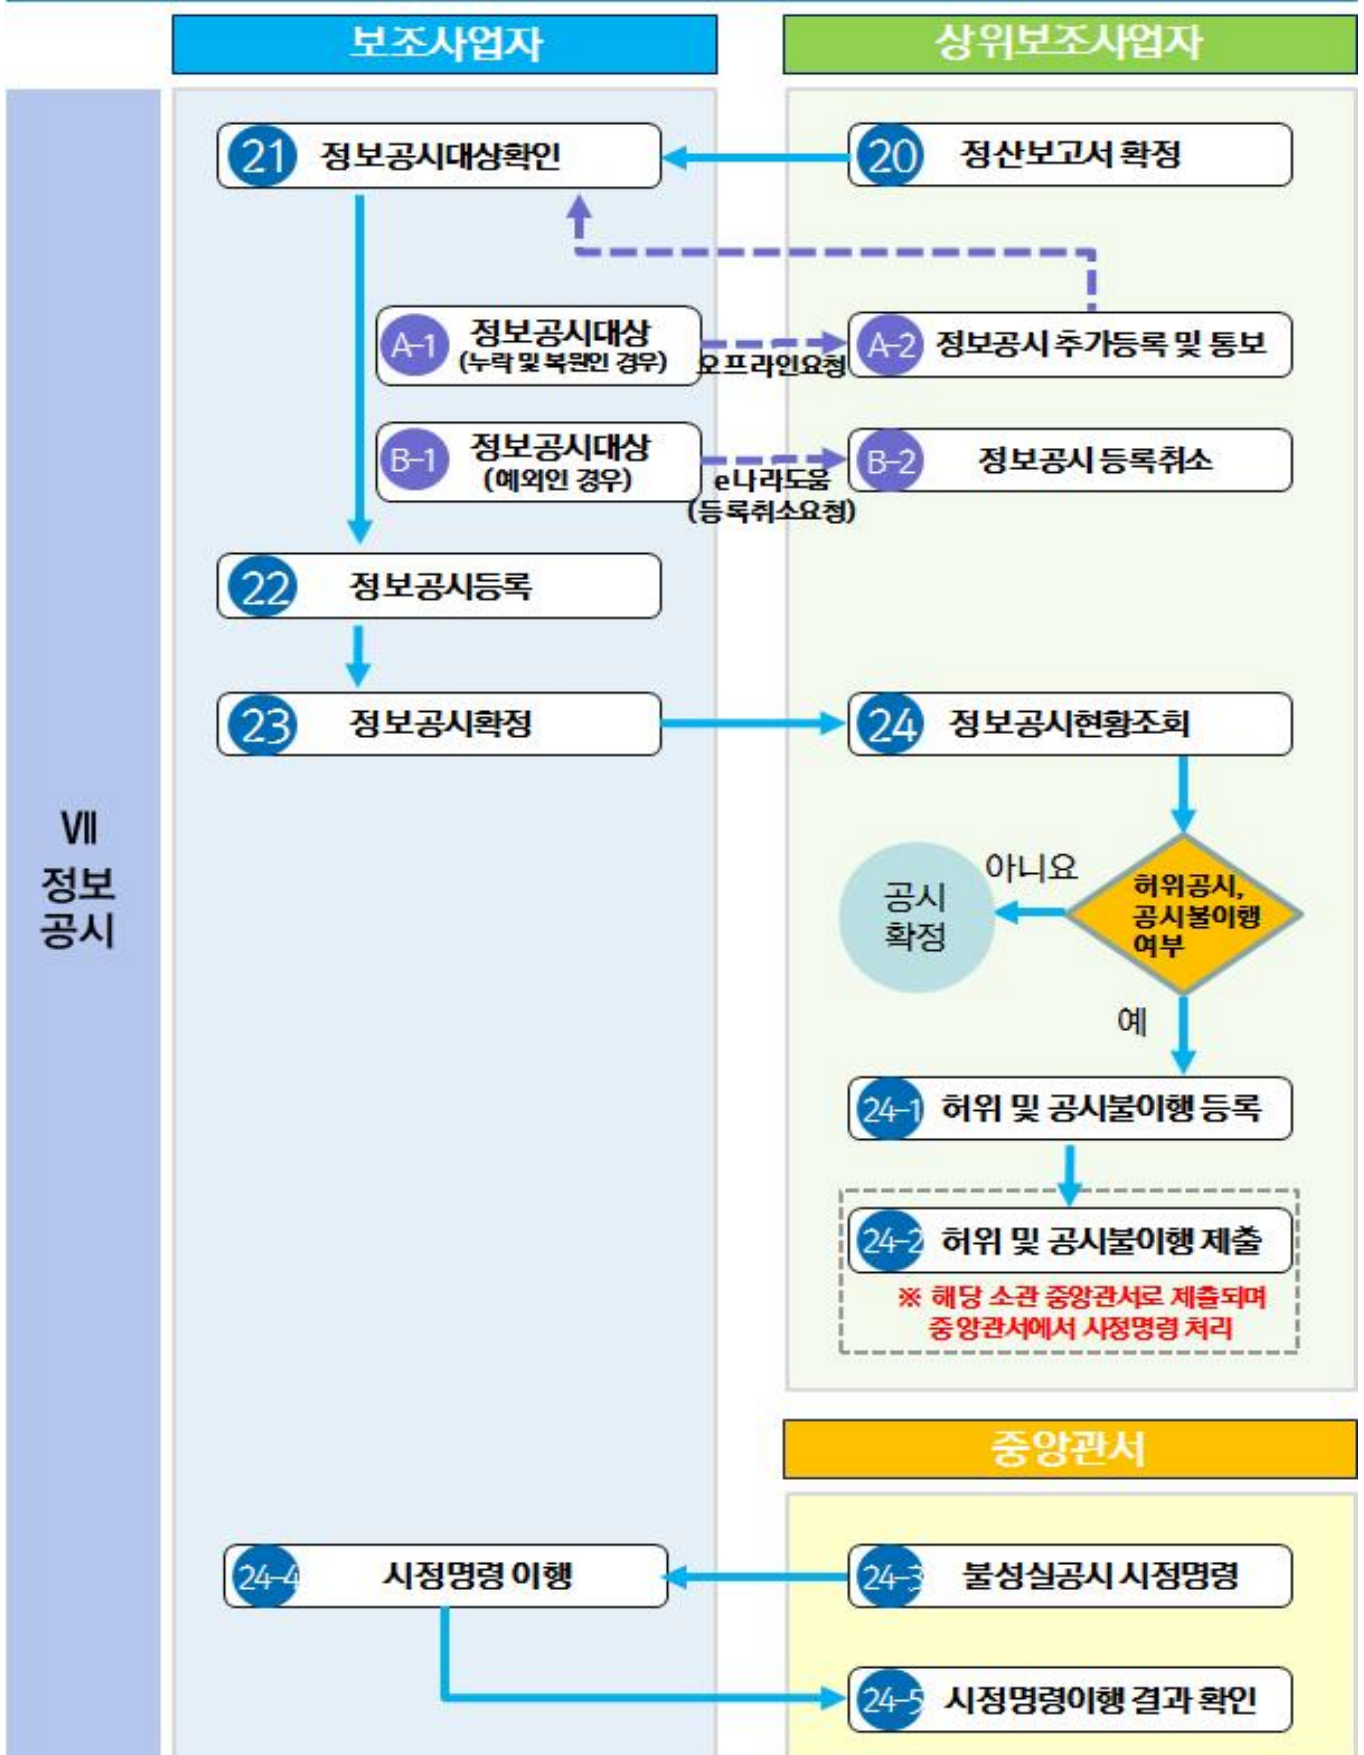 보조사업자
상위보조사업자
Ⅶ
정보
공시
21 정보공시대상확인
20 정산보고서 확정
A-1 정보공시대상
(누락 및 복원인 경우)
오프라인요청
A-2 정보공시 추가등록 및 통보
B-1 정보공시대상
(예외인 경우)
e나라도움
(등록취소요청)
B-2 정보공시 등록취소
22 정보공시등록
23 정보공시확정
24 정보공시현황조회
허위공시,
공시불이행
여부
아니요
공시
확정
예
24-1 허위 및 공시불이행 등록
24-2 허위 및 공시불이행 제출
※ 해당 소관 중앙관서로 제출되며
중앙관서에서 시정명령 처리
중앙관서
24-4 시정명령 이행
24-3 불성실공시 시정명령
24-5 시정명령이행 결과 확인